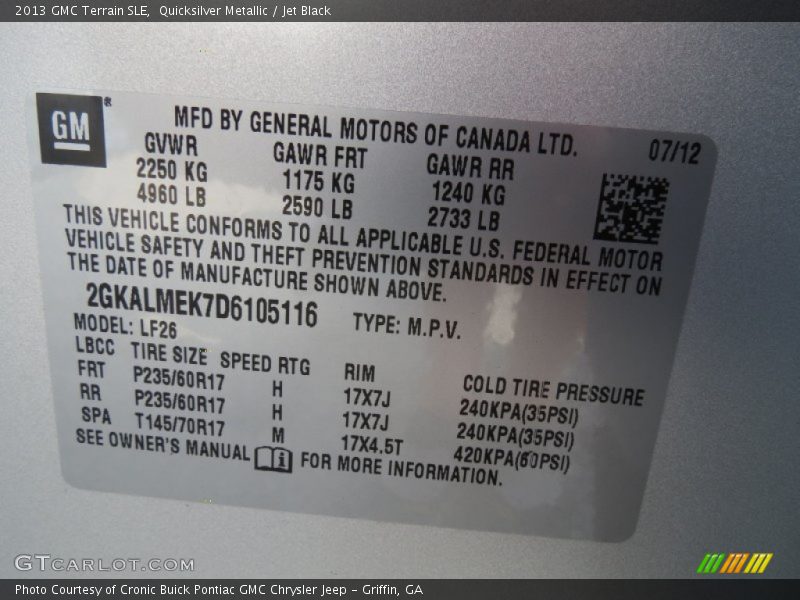 2013 GMC Terrain SLE, Quicksilver Metallic / Jet Black
GM ®
MFD BY GENERAL MOTORS OF CANADA LTD. 07/12
GVWR GAWR FRT GAWR RR
2250 KG 1175 KG 1240 KG
4960 LB 2590 LB 2733 LB
THIS VEHICLE CONFORMS TO ALL APPLICABLE U.S. FEDERAL MOTOR
VEHICLE SAFETY AND THEFT PREVENTION STANDARDS IN EFFECT ON
THE DATE OF MANUFACTURE SHOWN ABOVE.
2GKALMEK7D6105116 TYPE: M.P.V.
MODEL: LF26
LBCC TIRE SIZE SPEED RTG RIM COLD TIRE PRESSURE
FRT P235/60R17 H 17X7J 240KPA(35PSI)
RR P235/60R17 H 17X7J 240KPA(35PSI)
SPA T145/70R17 M 17X4.5T 420KPA(60PSI)
SEE OWNER'S MANUAL i FOR MORE INFORMATION.
GTCARLOT.COM
Photo Courtesy of Cronic Buick Pontiac GMC Chrysler Jeep - Griffin, GA